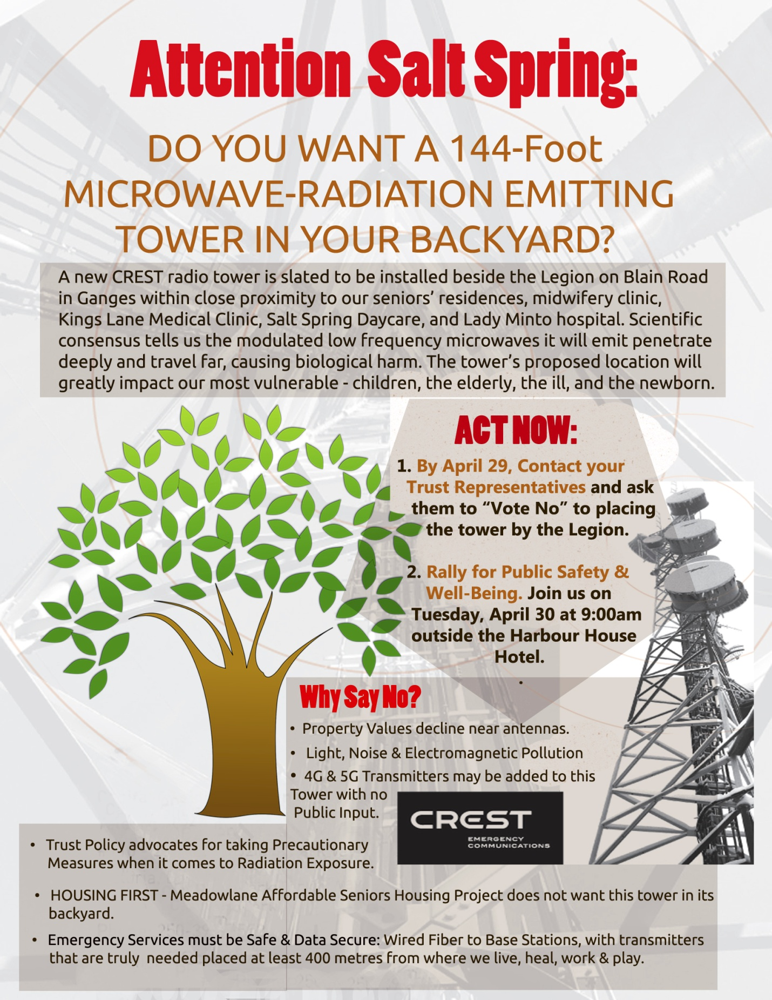 Attention Salt Spring:
DO YOU WANT A 144-Foot
MICROWAVE-RADIATION EMITTING
TOWER IN YOUR BACKYARD?
A new CREST radio tower is slated to be installed beside the Legion on Blain Road
in Ganges within close proximity to our seniors’ residences, midwifery clinic,
Kings Lane Medical Clinic, Salt Spring Daycare, and Lady Minto hospital. Scientific
consensus tells us the modulated low frequency microwaves it will emit penetrate
deeply and travel far, causing biological harm. The tower’s proposed location will
greatly impact our most vulnerable - children, the elderly, the ill, and the newborn.
ACT NOW:
1. By April 29, Contact your
Trust Representatives and ask
them to “Vote No” to placing
the tower by the Legion.
2. Rally for Public Safety &
Well-Being. Join us on
Tuesday, April 30 at 9:00am
outside the Harbour House
Hotel.
.
Why Say No?
• Property Values decline near antennas.
• Light, Noise & Electromagnetic Pollution
• 4G & 5G Transmitters may be added to this
Tower with no
Public Input.
CREST
EMERGENCY
COMMUNICATIONS
• Trust Policy advocates for taking Precautionary
Measures when it comes to Radiation Exposure.
• HOUSING FIRST - Meadowlane Affordable Seniors Housing Project does not want this tower in its
backyard.
• Emergency Services must be Safe & Data Secure: Wired Fiber to Base Stations, with transmitters
that are truly needed placed at least 400 metres from where we live, heal, work & play.